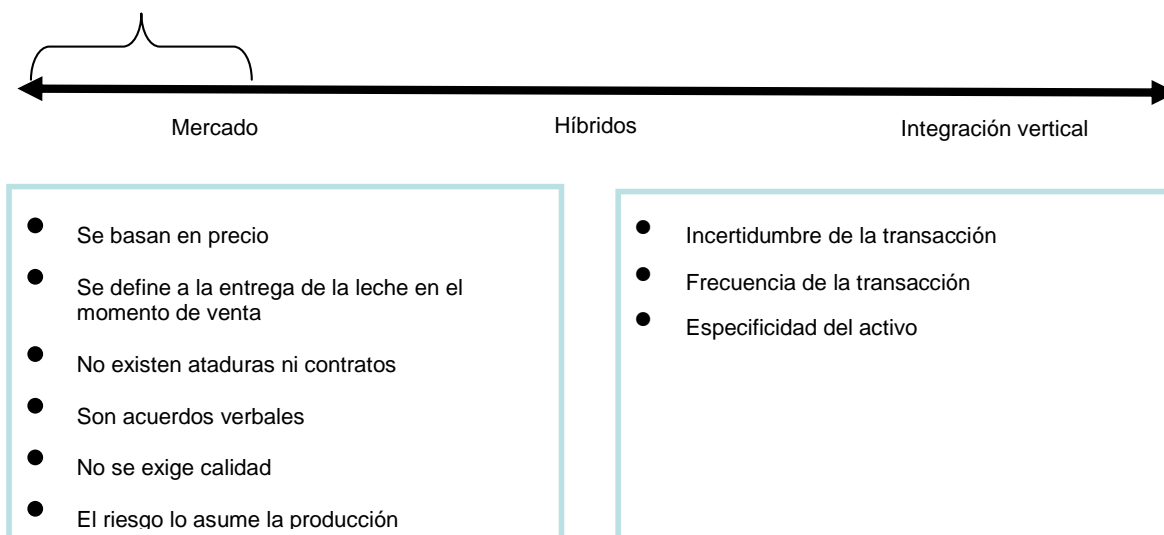 Mercado
Híbridos
Integración vertical
Se basan en precio
Se define a la entrega de la leche en el
momento de venta
No existen ataduras ni contratos
Son acuerdos verbales
No se exige calidad
El riesgo lo asume la producción
Incertidumbre de la transacción
Frecuencia de la transacción
Especificidad del activo